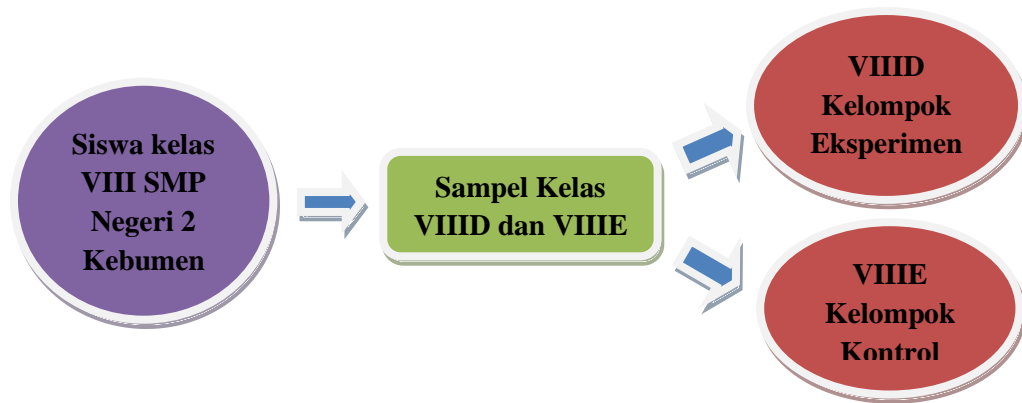 Siswa kelas
VIII SMP
Negeri 2
Kebumen
Sampel Kelas
VIIID dan VIIIE
VIIID
Kelompok
Eksperimen
VIIIE
Kelompok
Kontrol